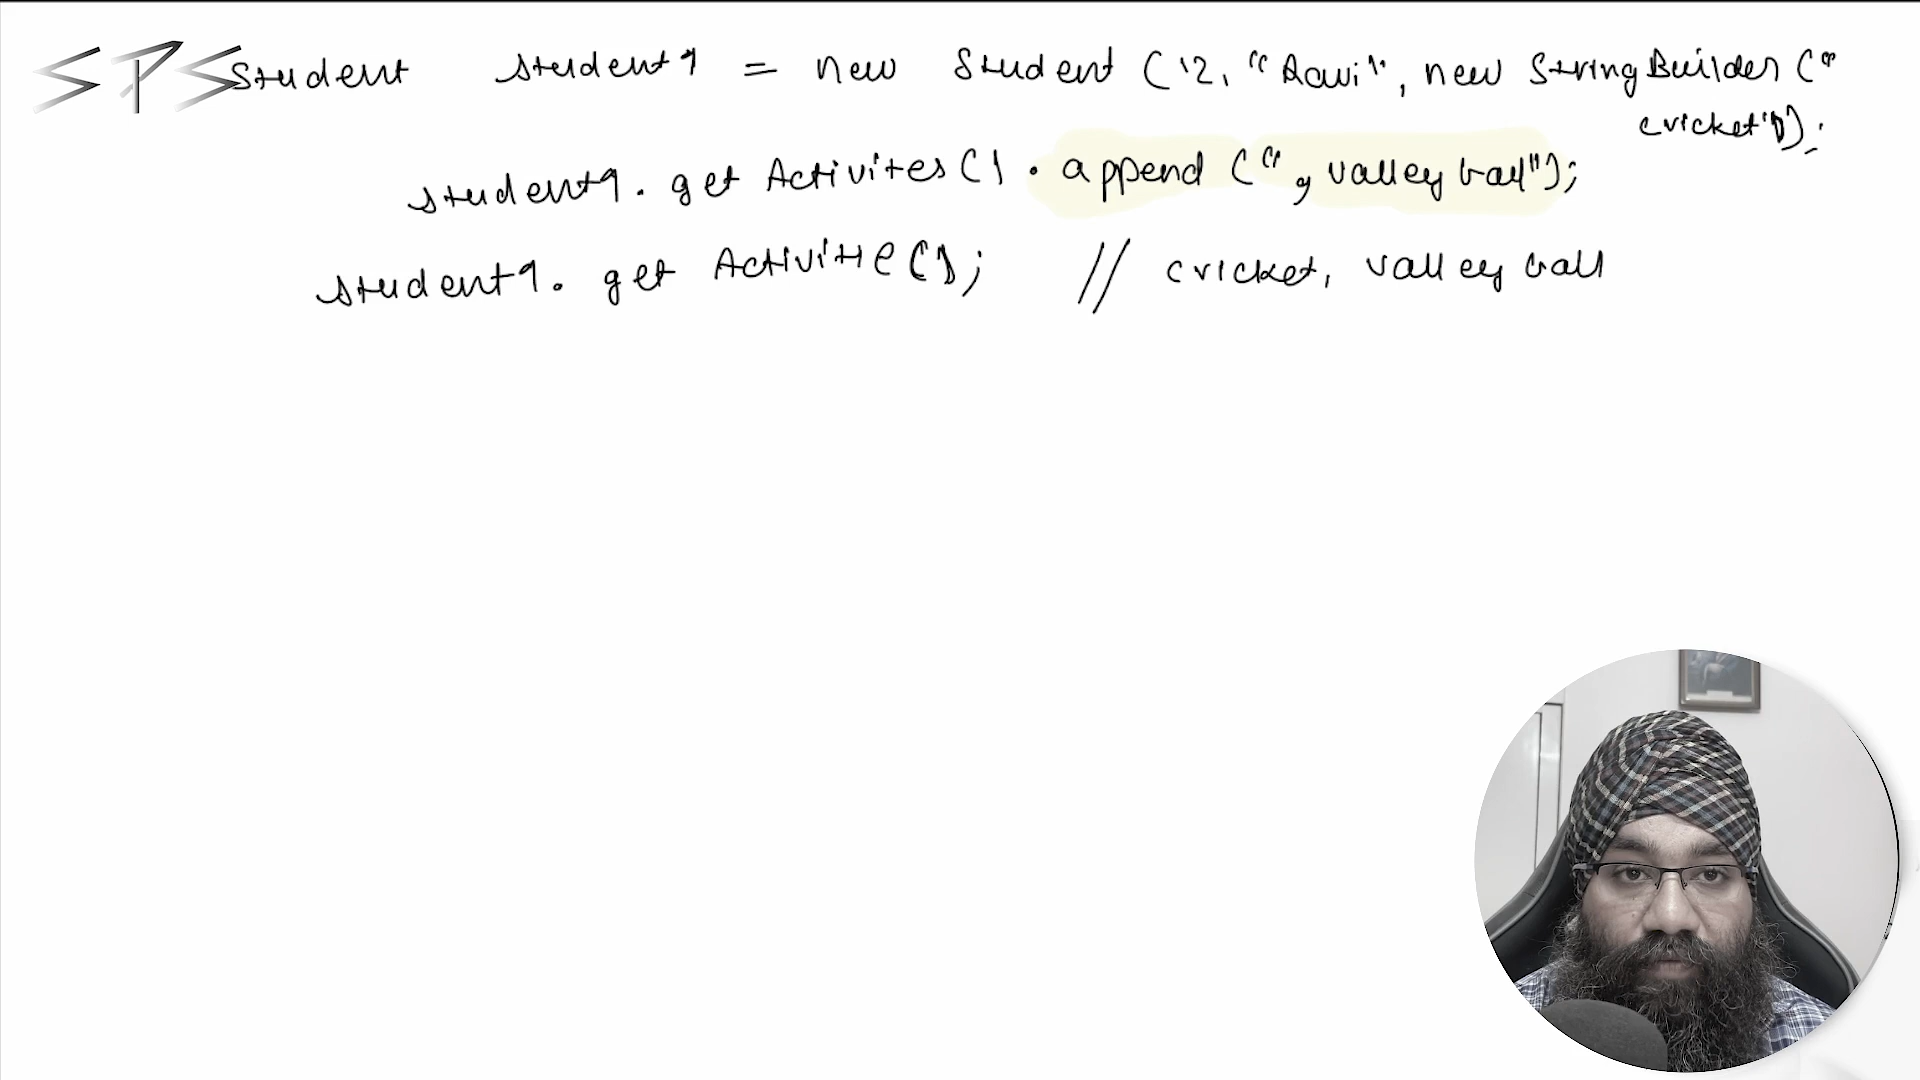 SPS
Student student1 = new Student (12, "Ravi", new StringBuilder ("
cricket"));
student1. get Activites() . append (", valley ball");
student1. get Activitie(); // cricket, valley ball